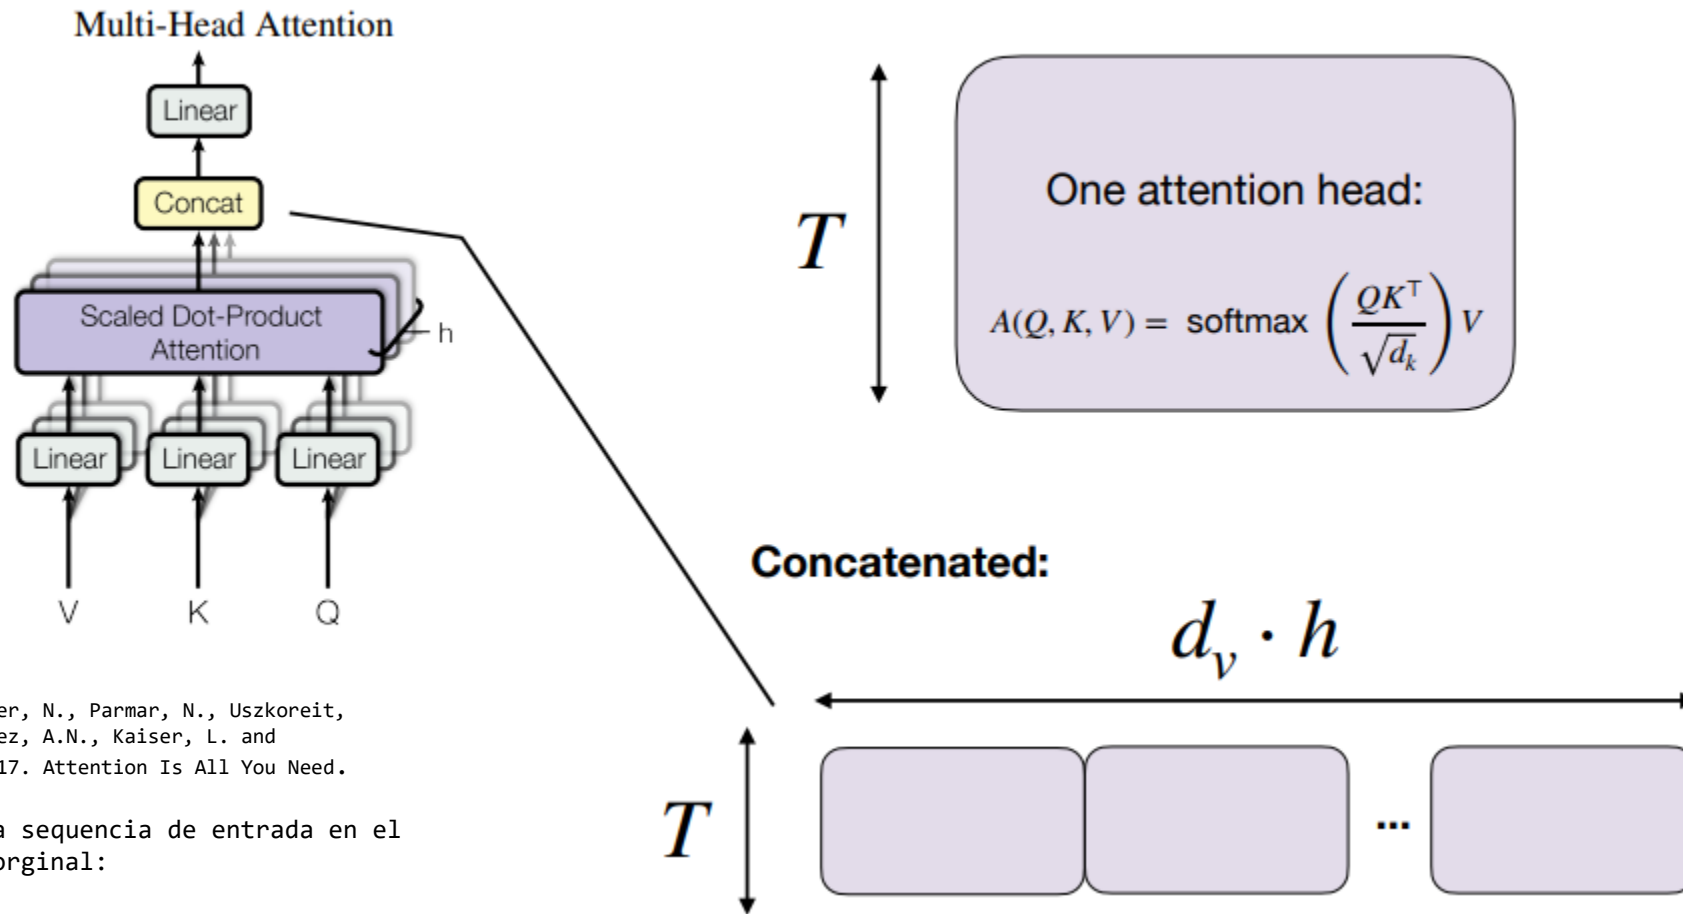 Multi-Head Attention
Linear
Concat
Scaled Dot-Product
Attention
h
Linear
Linear
Linear
V
K
Q
er, N., Parmar, N., Uszkoreit,
ez, A.N., Kaiser, L. and
17. Attention Is All You Need.
a sequencia de entrada en el
orginal:
T
One attention head:
A(Q, K, V) = softmax (QK⊤ / √dₖ) V
Concatenated:
dᵥ · h
T
...